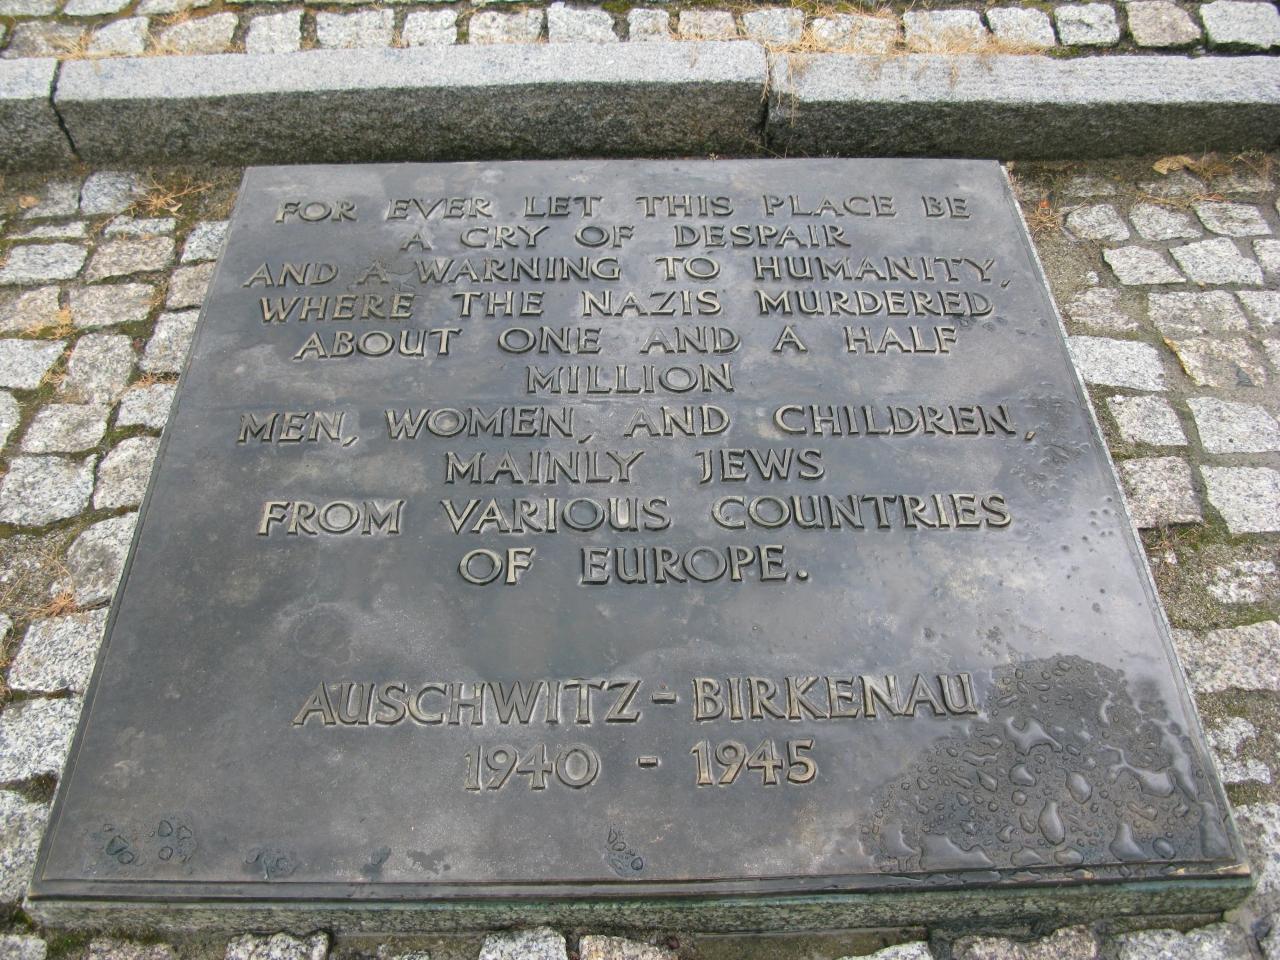 FOR EVER LET THIS PLACE BE
A CRY OF DESPAIR
AND A WARNING TO HUMANITY,
WHERE THE NAZIS MURDERED
ABOUT ONE AND A HALF
MILLION
MEN, WOMEN, AND CHILDREN,
MAINLY JEWS
FROM VARIOUS COUNTRIES
OF EUROPE.
AUSCHWITZ-BIRKENAU
1940 - 1945